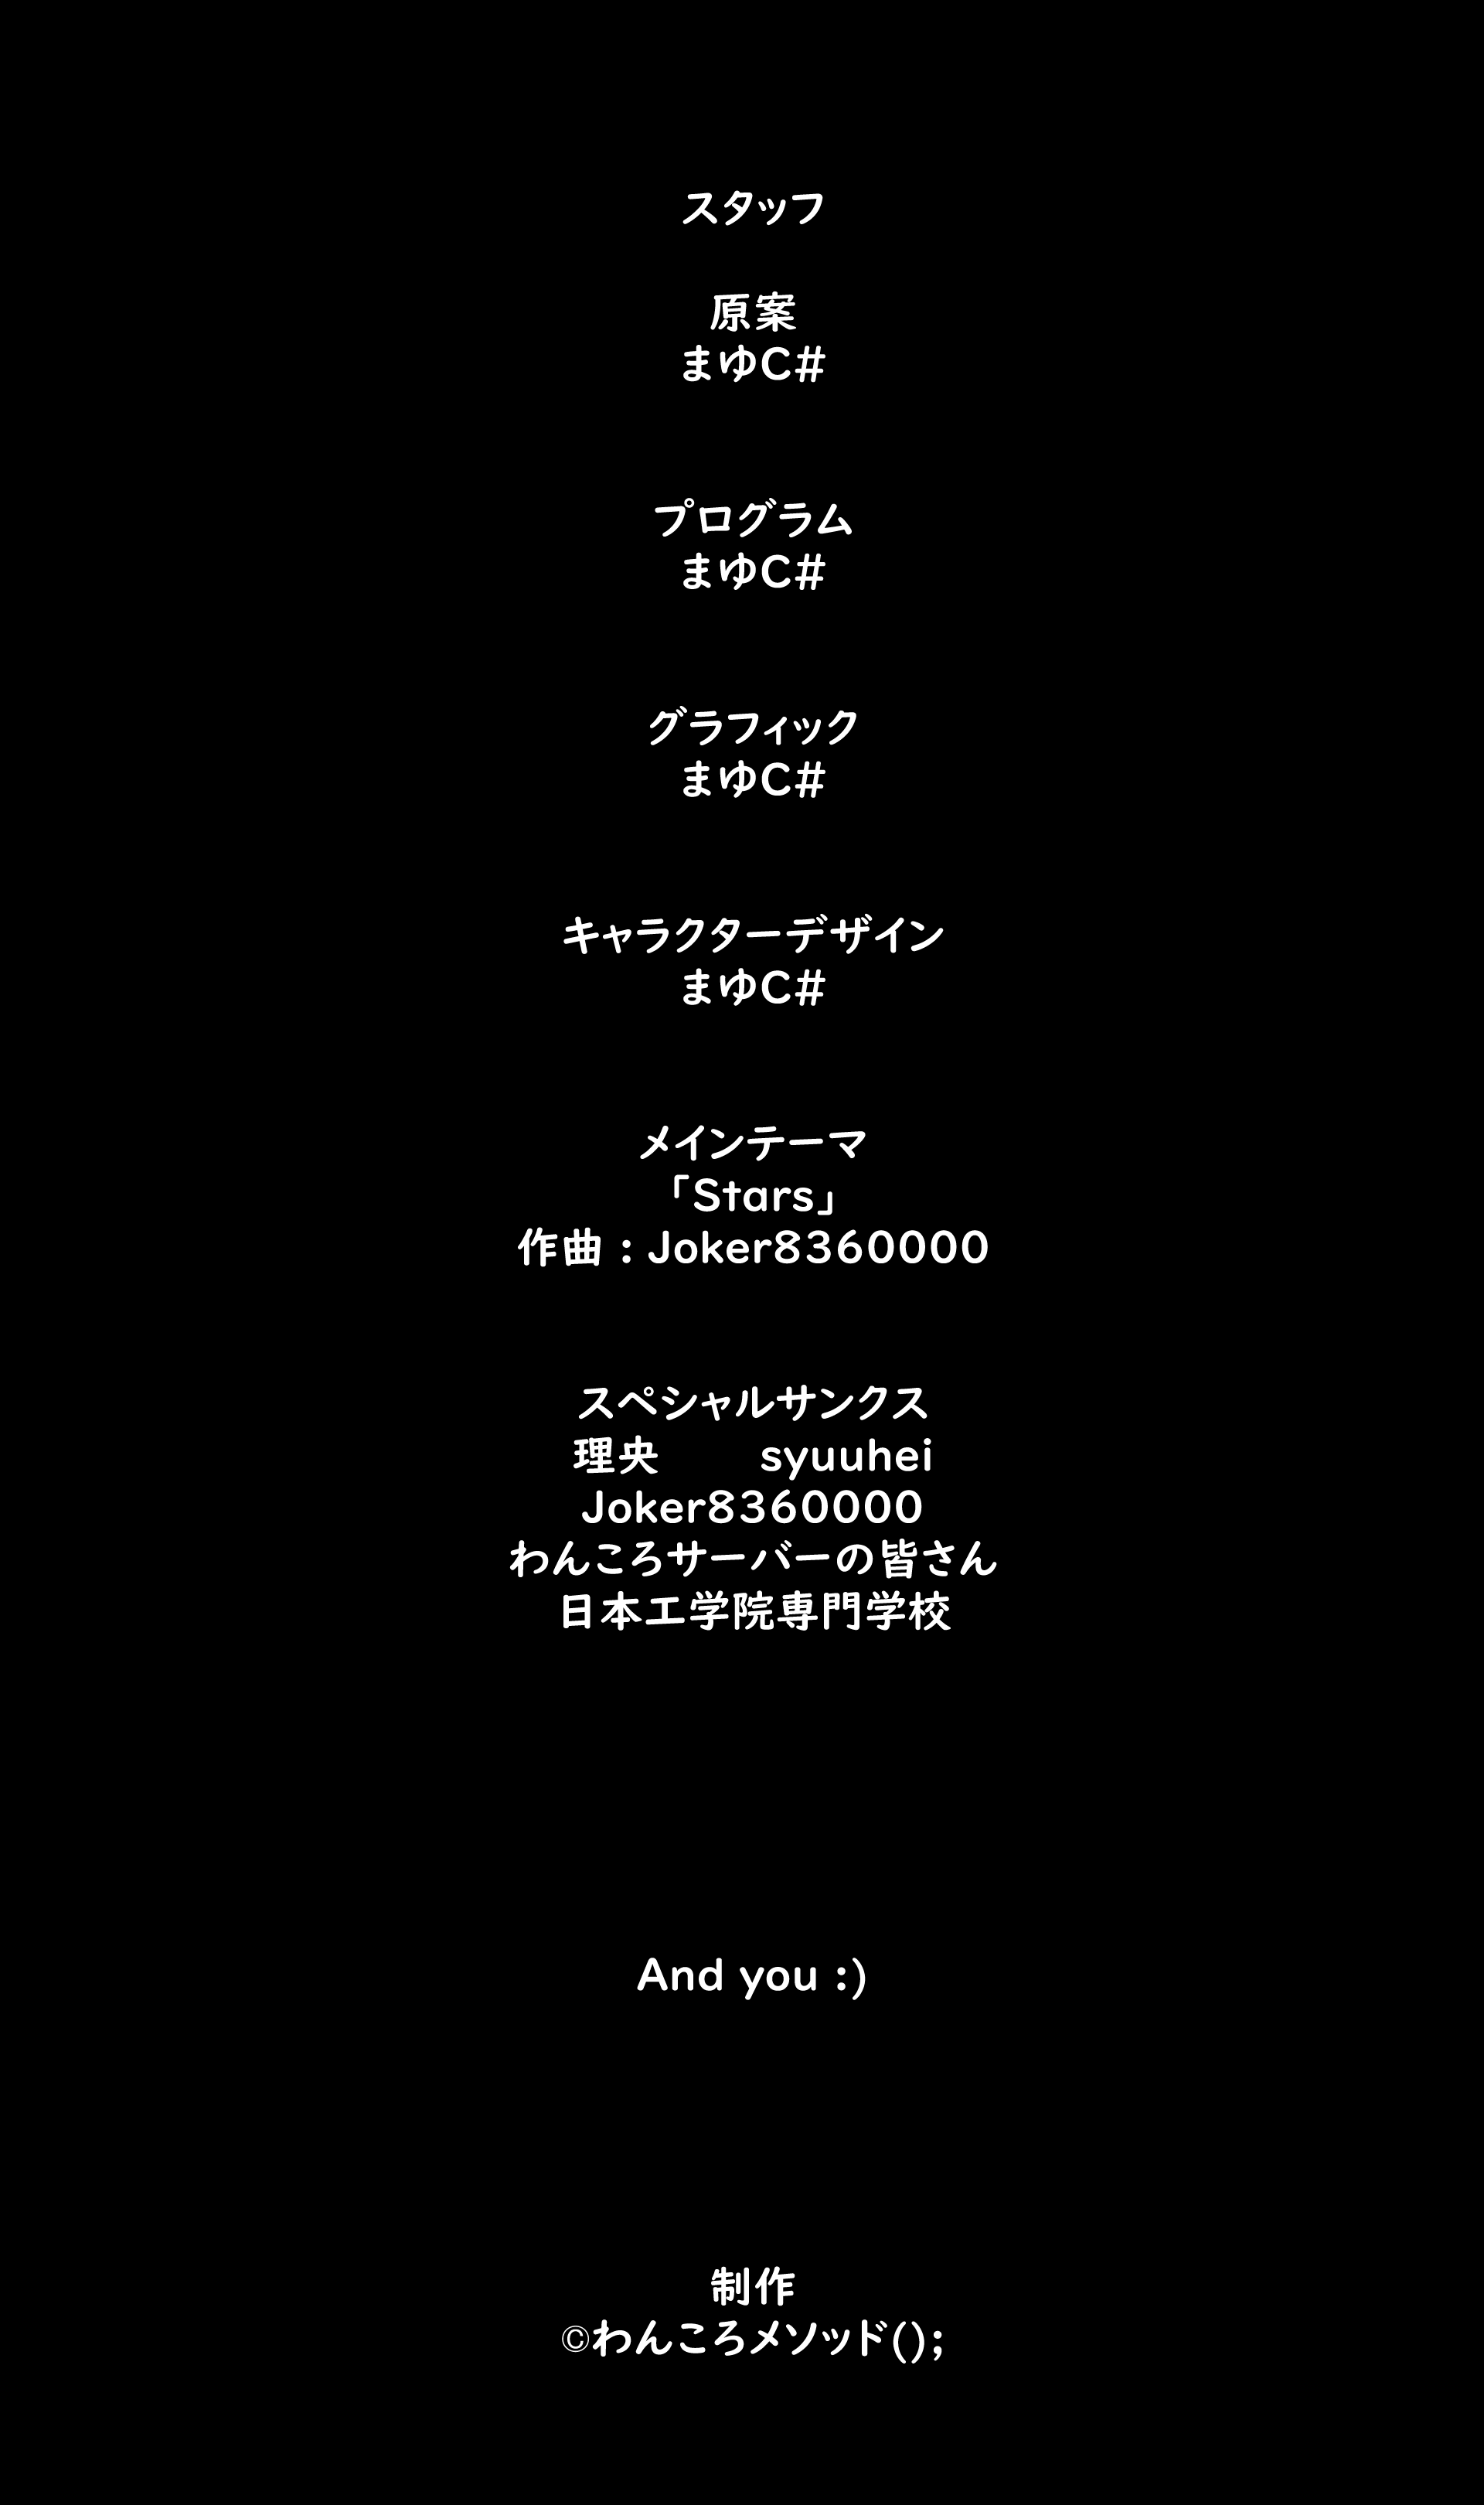 スタッフ
原案
まゆC#
プログラム
まゆC#
グラフィック
まゆC#
キャラクターデザイン
まゆC#
メインテーマ
「Stars」
作曲：Joker8360000
スペシャルサンクス
理央　　syuuhei
Joker8360000
わんころサーバーの皆さん
日本工学院専門学校
And you :)
制作
©わんころメソッド();